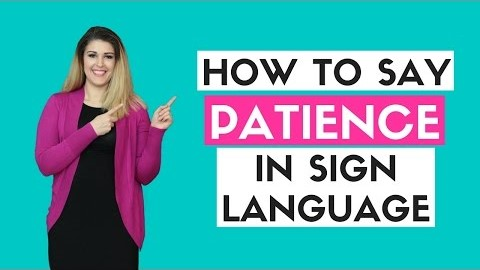 HOW TO SAY
PATIENCE
IN SIGN
LANGUAGE